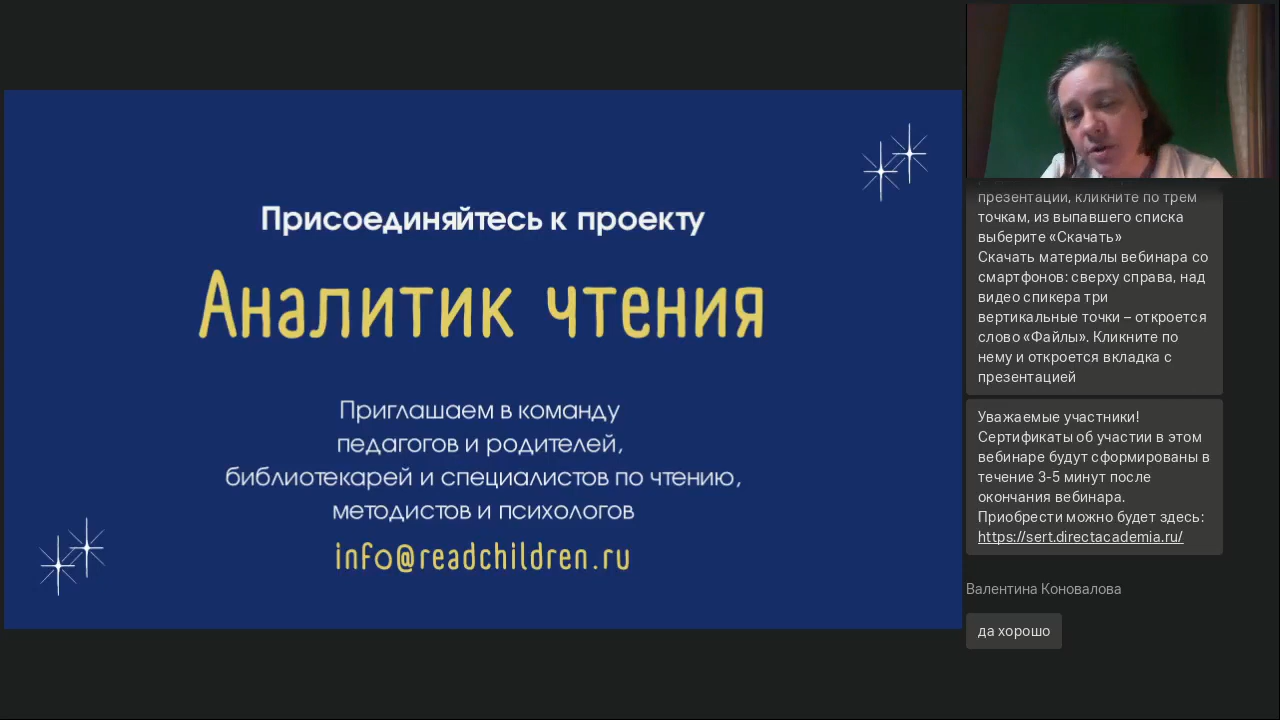 Присоединяйтесь к проекту
Аналитик чтения
Приглашаем в команду
педагогов и родителей,
библиотекарей и специалистов по чтению,
методистов и психологов
info@readchildren.ru
презентации, кликните по трем
точкам, из выпавшего списка
выберите «Скачать»
Скачать материалы вебинара со
смартфонов: сверху справа, над
видео спикера три
вертикальные точки – откроется
слово «Файлы». Кликните по
нему и откроется вкладка с
презентацией
Уважаемые участники!
Сертификаты об участии в этом
вебинаре будут сформированы в
течение 3-5 минут после
окончания вебинара.
Приобрести можно будет здесь:
https://sert.directacademia.ru/
Валентина Коновалова
да хорошо